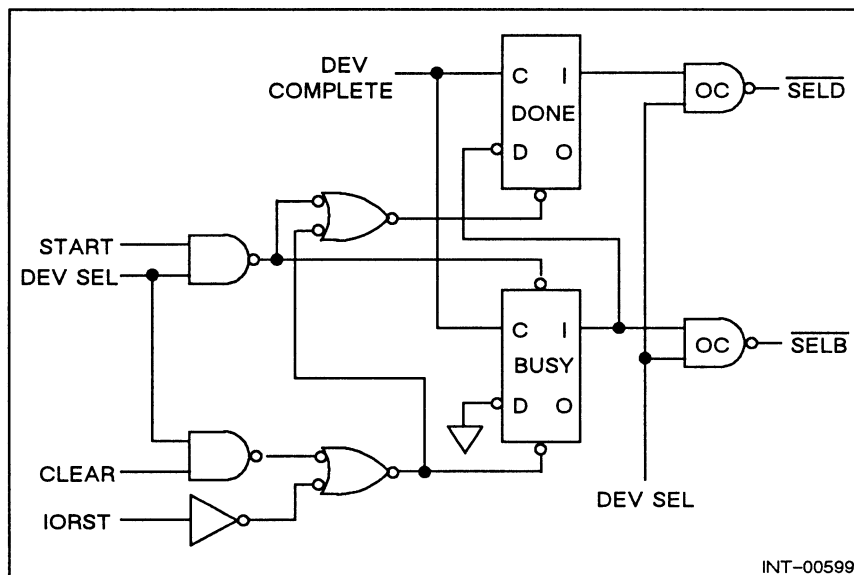 DEV
COMPLETE
C I
DONE
D O
OC
SELD
START
DEV SEL
C I
BUSY
D O
OC
SELB
CLEAR
IORST
DEV SEL
INT-00599